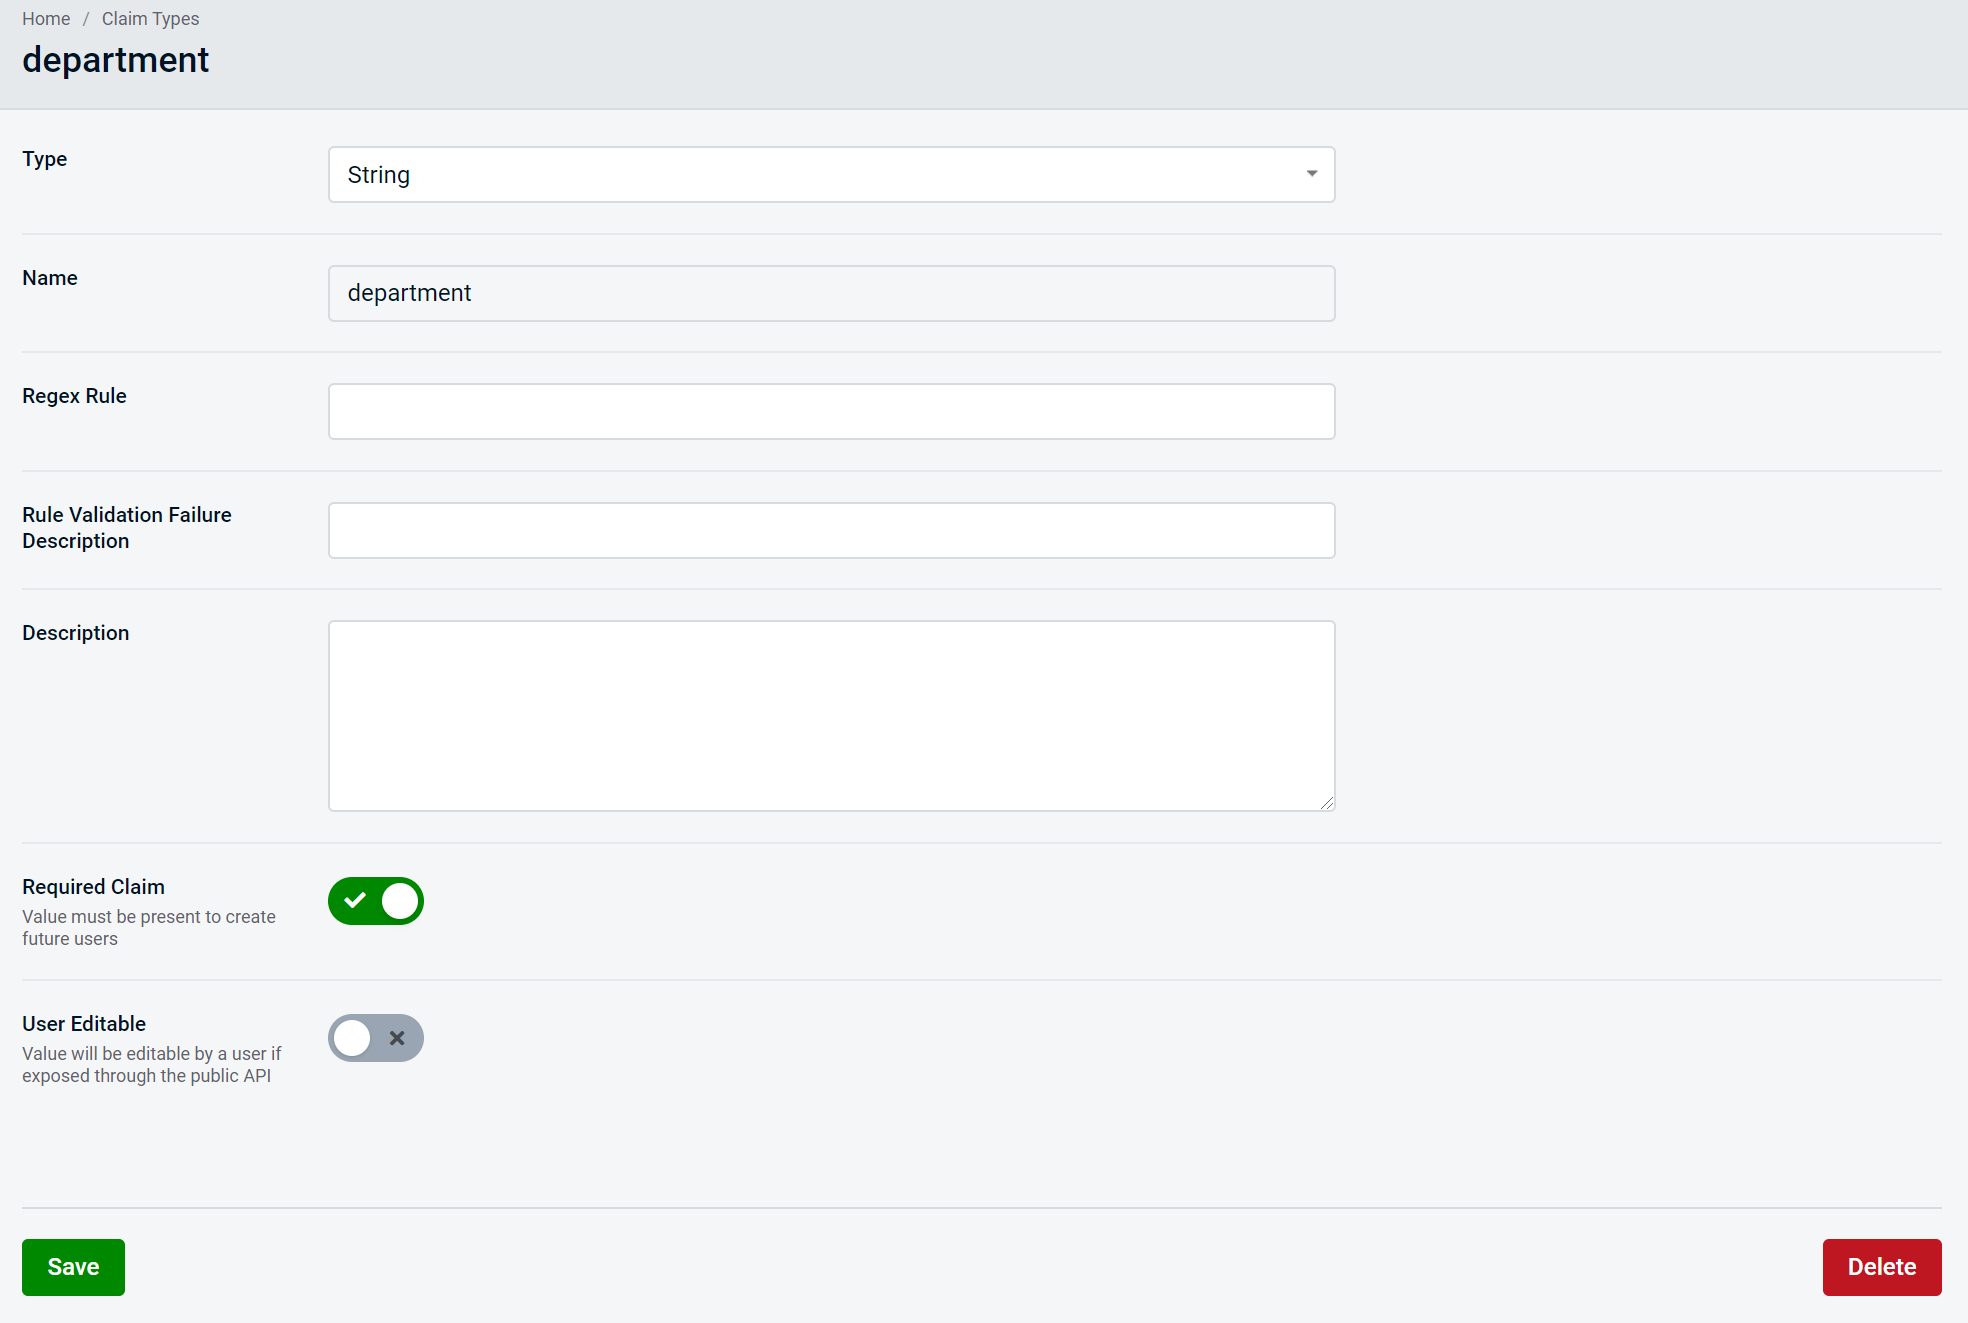 Home / Claim Types
department
Type
String
Name
department
Regex Rule
Rule Validation Failure
Description
Description
Required Claim
Value must be present to create
future users
User Editable
Value will be editable by a user if
exposed through the public API
Save
Delete